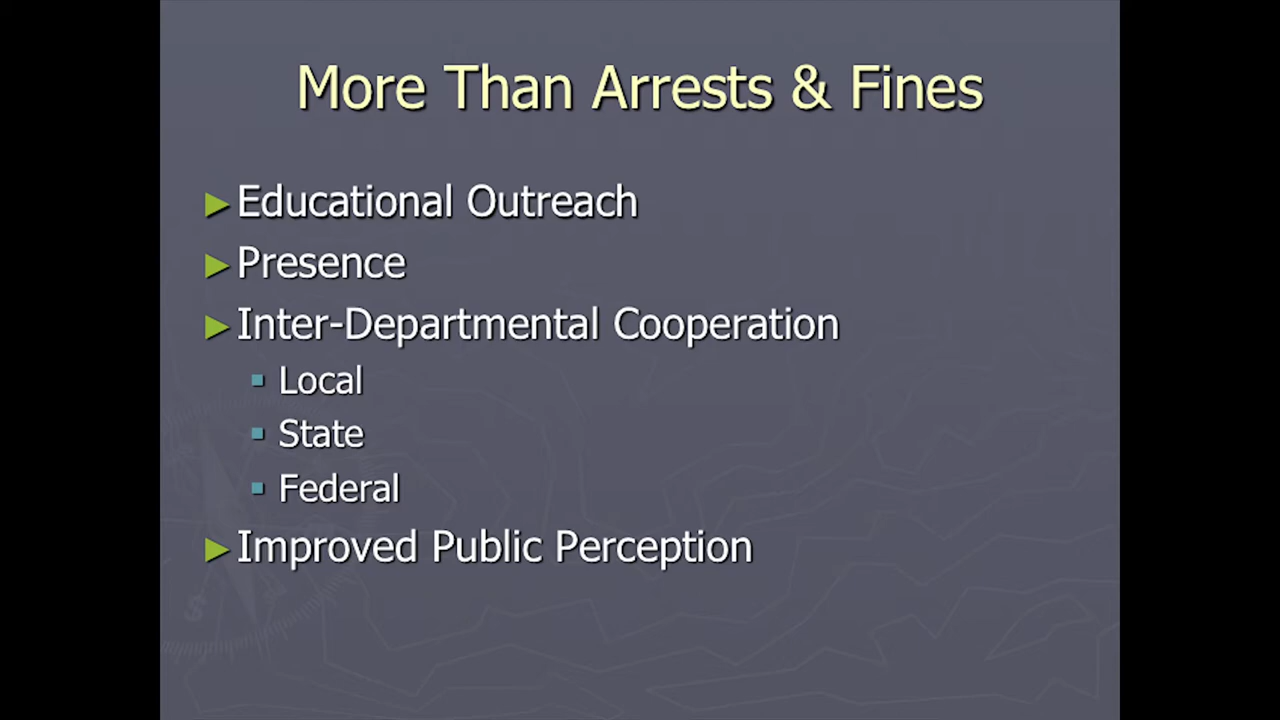 More Than Arrests & Fines
Educational Outreach
Presence
Inter-Departmental Cooperation
Local
State
Federal
Improved Public Perception